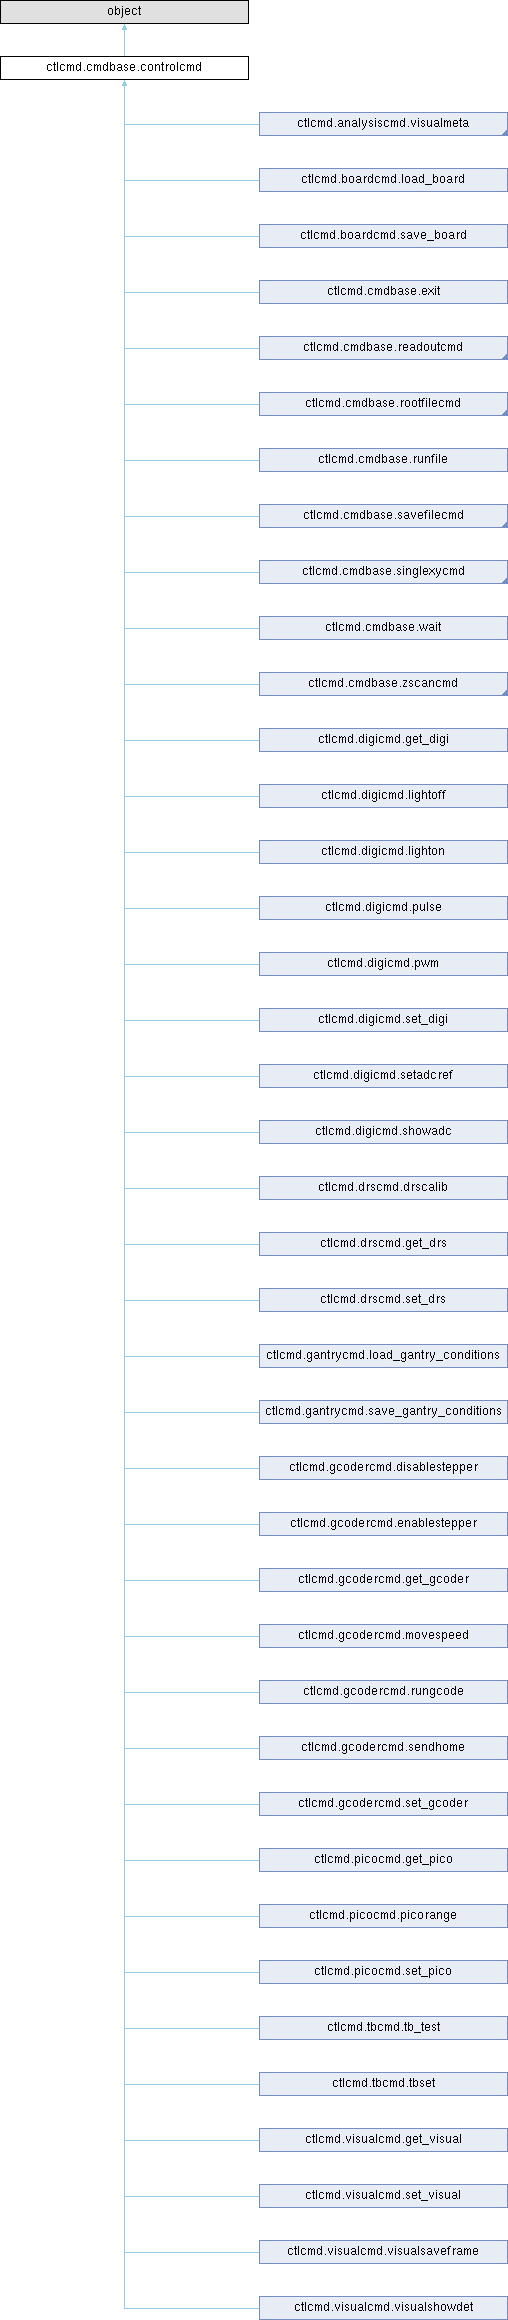 object
ctlcmd.cmdbase.controlcmd
ctlcmd.analysiscmd.visualmeta
ctlcmd.boardcmd.load_board
ctlcmd.boardcmd.save_board
ctlcmd.cmdbase.exit
ctlcmd.cmdbase.readoutcmd
ctlcmd.cmdbase.rootfilecmd
ctlcmd.cmdbase.runfile
ctlcmd.cmdbase.savefilecmd
ctlcmd.cmdbase.singlexycmd
ctlcmd.cmdbase.wait
ctlcmd.cmdbase.zscancmd
ctlcmd.digicmd.get_digi
ctlcmd.digicmd.lightoff
ctlcmd.digicmd.lighton
ctlcmd.digicmd.pulse
ctlcmd.digicmd.pwm
ctlcmd.digicmd.set_digi
ctlcmd.digicmd.setadcref
ctlcmd.digicmd.showadc
ctlcmd.drscmd.drscalib
ctlcmd.drscmd.get_drs
ctlcmd.drscmd.set_drs
ctlcmd.gantrycmd.load_gantry_conditions
ctlcmd.gantrycmd.save_gantry_conditions
ctlcmd.gcodercmd.disablestepper
ctlcmd.gcodercmd.enablestepper
ctlcmd.gcodercmd.get_gcoder
ctlcmd.gcodercmd.movespeed
ctlcmd.gcodercmd.rungcode
ctlcmd.gcodercmd.sendhome
ctlcmd.gcodercmd.set_gcoder
ctlcmd.picocmd.get_pico
ctlcmd.picocmd.picorange
ctlcmd.picocmd.set_pico
ctlcmd.tbcmd.tb_test
ctlcmd.tbcmd.tbset
ctlcmd.visualcmd.get_visual
ctlcmd.visualcmd.set_visual
ctlcmd.visualcmd.visualsaveframe
ctlcmd.visualcmd.visualshowdet